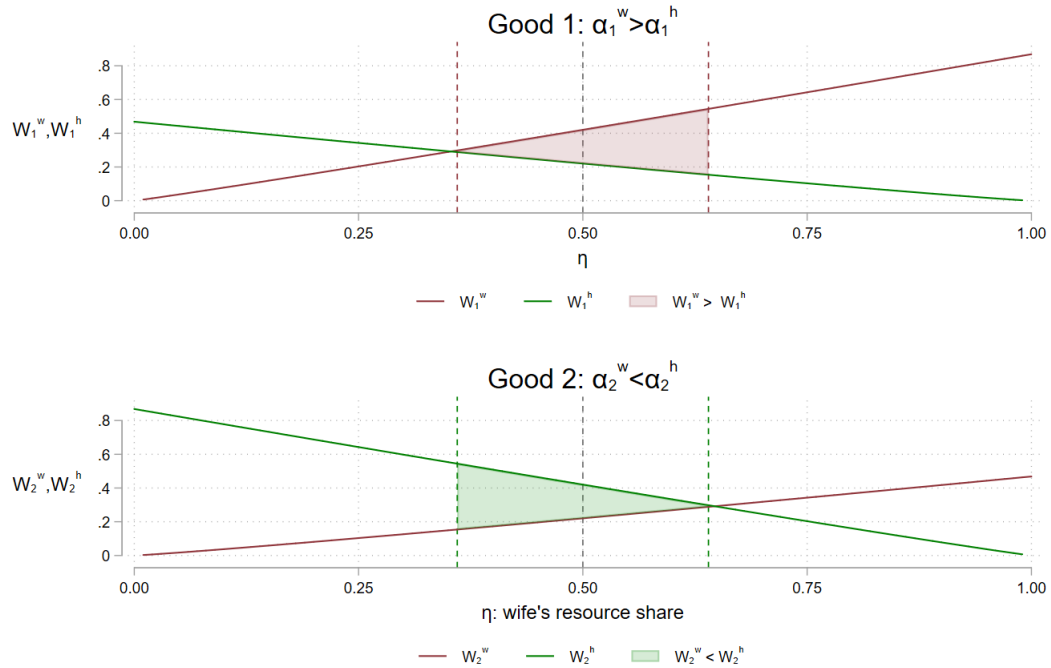 Good 1: α₁ʷ>α₁ʰ
.8
.6
W₁ʷ,W₁ʰ
.4
.2
0
0.00 0.25 0.50 0.75 1.00
η
W₁ʷ W₁ʰ W₁ʷ > W₁ʰ
Good 2: α₂ʷ<α₂ʰ
.8
.6
W₂ʷ,W₂ʰ
.4
.2
0
0.00 0.25 0.50 0.75 1.00
η: wife's resource share
W₂ʷ W₂ʰ W₂ʷ < W₂ʰ